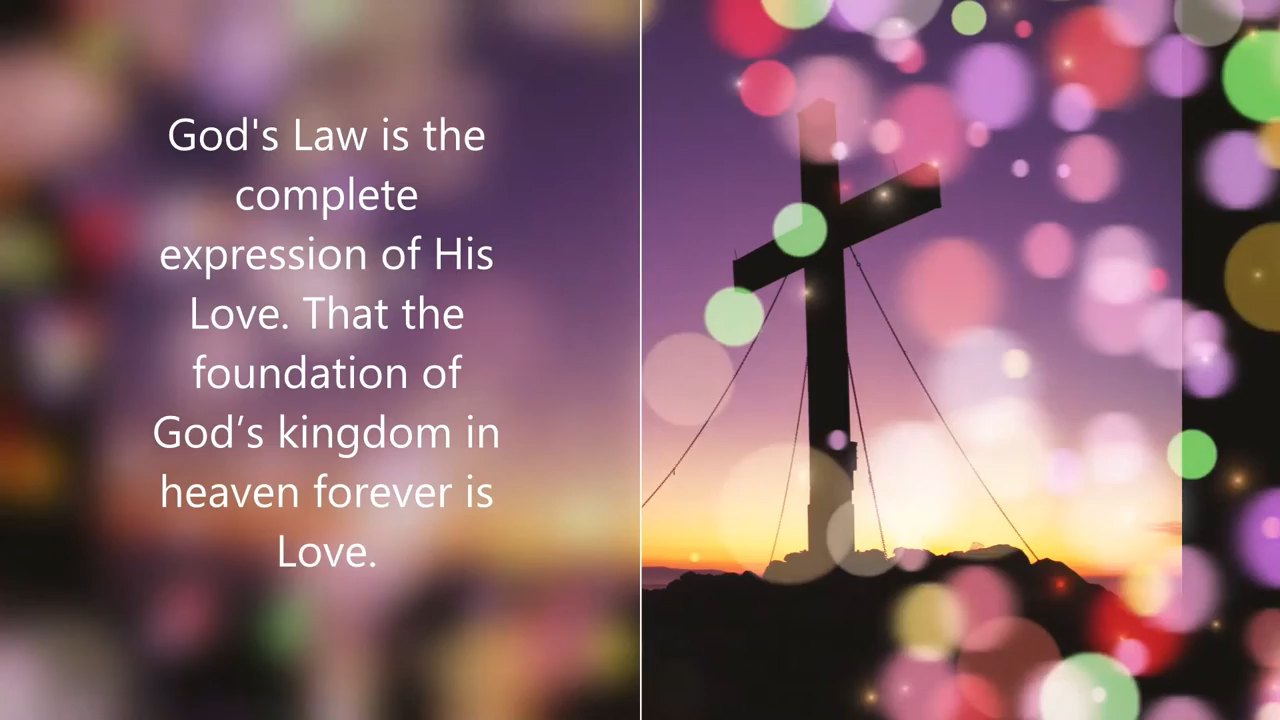 God's Law is the
complete
expression of His
Love. That the
foundation of
God’s kingdom in
heaven forever is
Love.